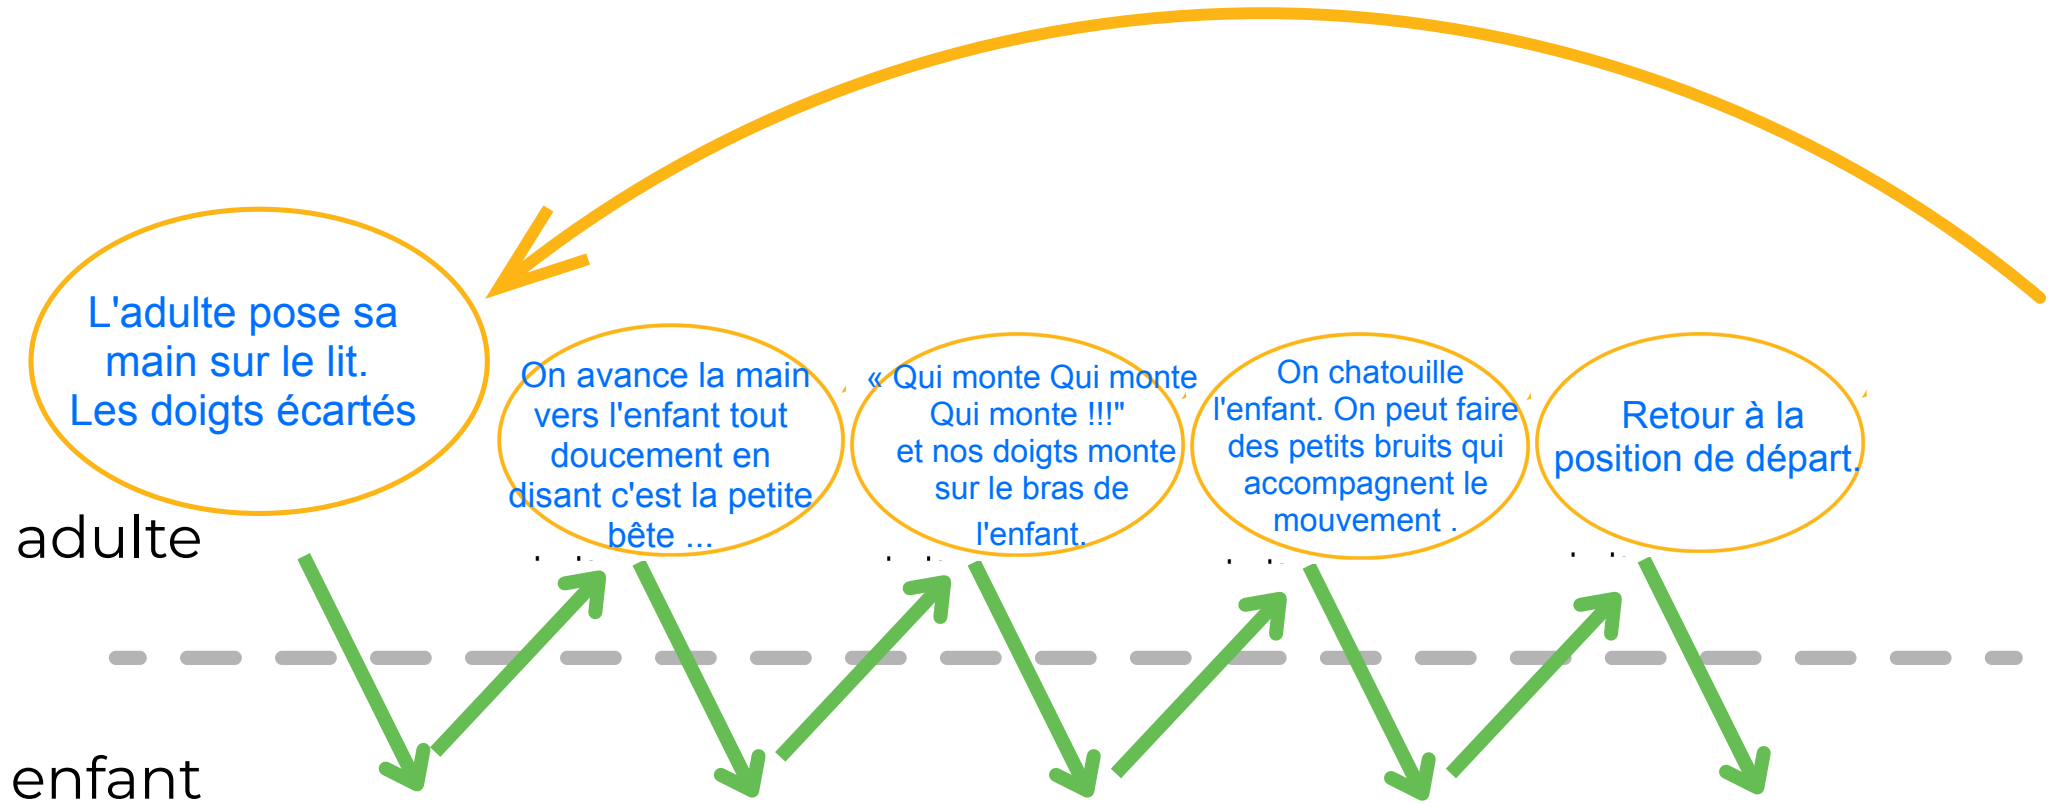 L'adulte pose sa
main sur le lit.
Les doigts écartés
On avance la main
vers l'enfant tout
doucement en
disant c'est la petite
bête ...
« Qui monte Qui monte
Qui monte !!!"
et nos doigts monte
sur le bras de
l'enfant.
On chatouille
l'enfant. On peut faire
des petits bruits qui
accompagnent le
mouvement .
Retour à la
position de départ.
adulte
enfant